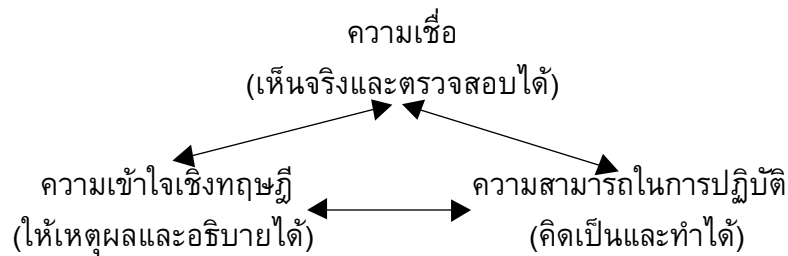 ความเชื่อ
(เห็นจริงและตรวจสอบได้)
ความเข้าใจเชิงทฤษฎี
(ให้เหตุผลและอธิบายได้)
ความสามารถในการปฏิบัติ
(คิดเป็นและทำได้)